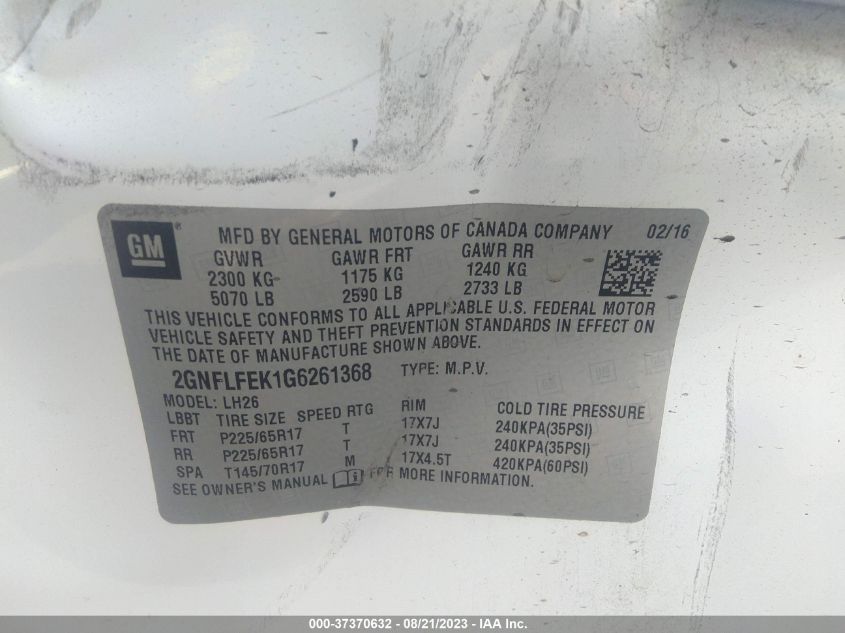 GM ® MFD BY GENERAL MOTORS OF CANADA COMPANY 02/16
GVWR GAWR FRT GAWR RR
2300 KG 1175 KG 1240 KG
5070 LB 2590 LB 2733 LB
THIS VEHICLE CONFORMS TO ALL APPLICABLE U.S. FEDERAL MOTOR
VEHICLE SAFETY AND THEFT PREVENTION STANDARDS IN EFFECT ON
THE DATE OF MANUFACTURE SHOWN ABOVE.
2GNFLFEK1G6261368 TYPE: M.P.V.
MODEL: LH26
LBBT TIRE SIZE SPEED RTG RIM COLD TIRE PRESSURE
FRT P225/65R17 T 17X7J 240KPA(35PSI)
RR P225/65R17 T 17X7J 240KPA(35PSI)
SPA T145/70R17 M 17X4.5T 420KPA(60PSI)
SEE OWNER'S MANUAL FOR MORE INFORMATION.
000-37370632 - 08/21/2023 - IAA Inc.